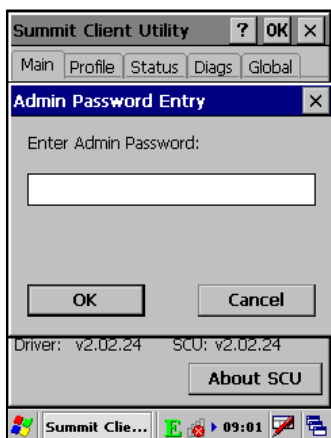 Summit Client Utility ? OK ×
Main Profile Status Diags Global
Admin Password Entry ×
Enter Admin Password:
OK Cancel
Driver: v2.02.24 SCU: v2.02.24
About SCU
Summit Clie... E 09:01